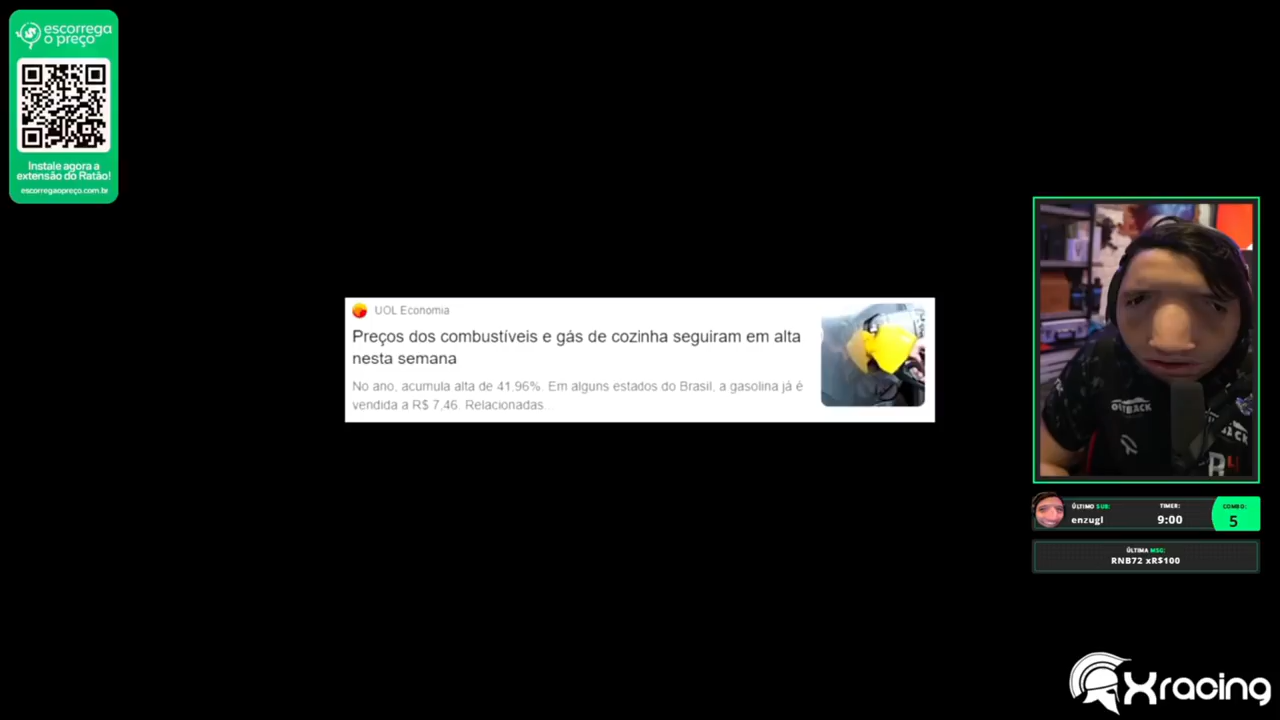 escorrega
o preço
Instale agora a
extensão do Ratão!
escorregaopreço.com.br
UOL Economia
Preços dos combustíveis e gás de cozinha seguiram em alta
nesta semana
No ano, acumula alta de 41,96%. Em alguns estados do Brasil, a gasolina já é
vendida a R$ 7,46. Relacionadas...
OUTBACK
ÚLTIMO SUB:
enzugl
TIMER:
9:00
COMBO:
5
ÚLTIMA MSG:
RNB72 xR$100
Xracing